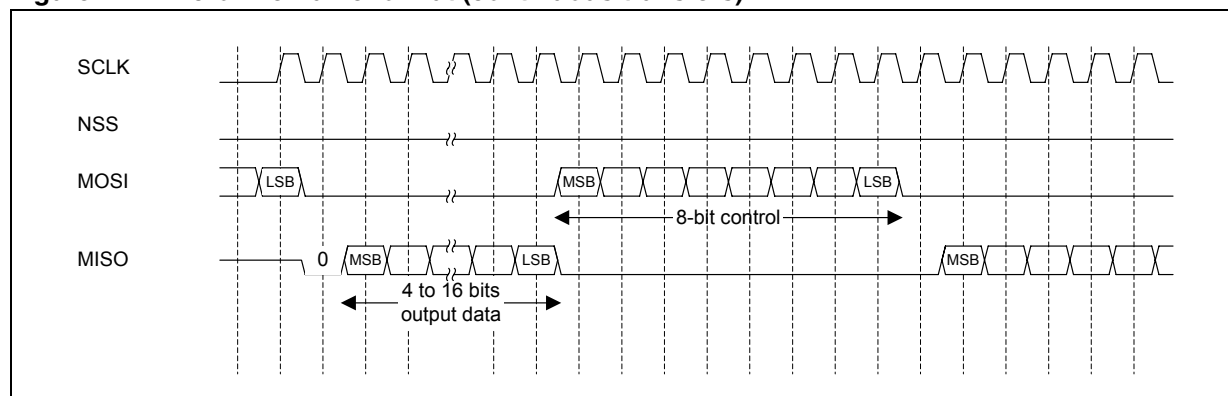 SCLK
NSS
MOSI LSB MSB LSB
8-bit control
MISO 0 MSB LSB MSB
4 to 16 bits
output data